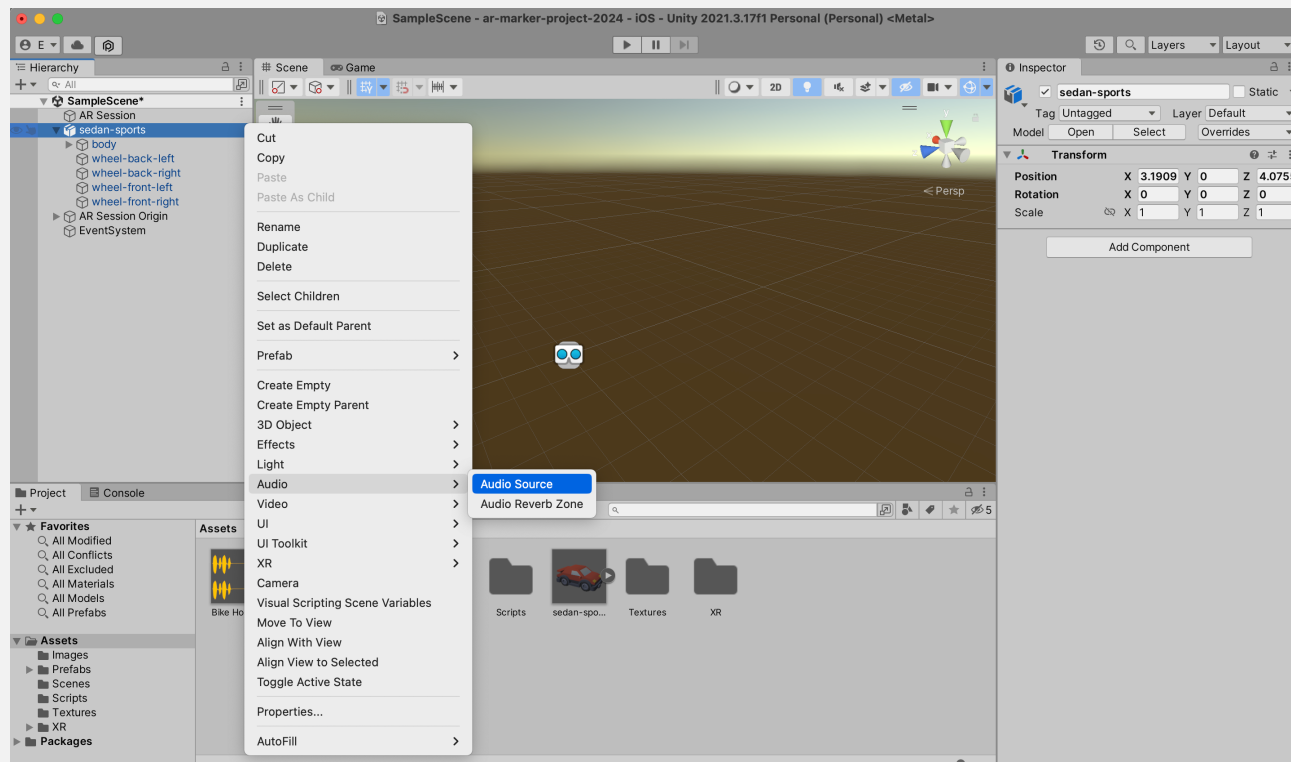 SampleScene - ar-marker-project-2024 - iOS - Unity 2021.3.17f1 Personal (Personal) <Metal>
E
Layers
Layout
Hierarchy
All
SampleScene*
AR Session
sedan-sports
body
wheel-back-left
wheel-back-right
wheel-front-left
wheel-front-right
AR Session Origin
EventSystem
Scene
Game
2D
Y
Persp
Cut
Copy
Paste
Paste As Child
Rename
Duplicate
Delete
Select Children
Set as Default Parent
Prefab
Create Empty
Create Empty Parent
3D Object
Effects
Light
Audio
Video
UI
UI Toolkit
XR
Camera
Visual Scripting Scene Variables
Move To View
Align With View
Align View to Selected
Toggle Active State
Properties...
AutoFill
Audio Source
Audio Reverb Zone
Inspector
sedan-sports
Static
Tag Untagged Layer Default
Model Open Select Overrides
Transform
Position X 3.1909 Y 0 Z 4.075
Rotation X 0 Y 0 Z 0
Scale X 1 Y 1 Z 1
Add Component
Project
Console
5
Favorites
All Modified
All Conflicts
All Excluded
All Materials
All Models
All Prefabs
Assets
Images
Prefabs
Scenes
Scripts
Textures
XR
Packages
Assets
Bike Ho
Scripts
sedan-spo...
Textures
XR